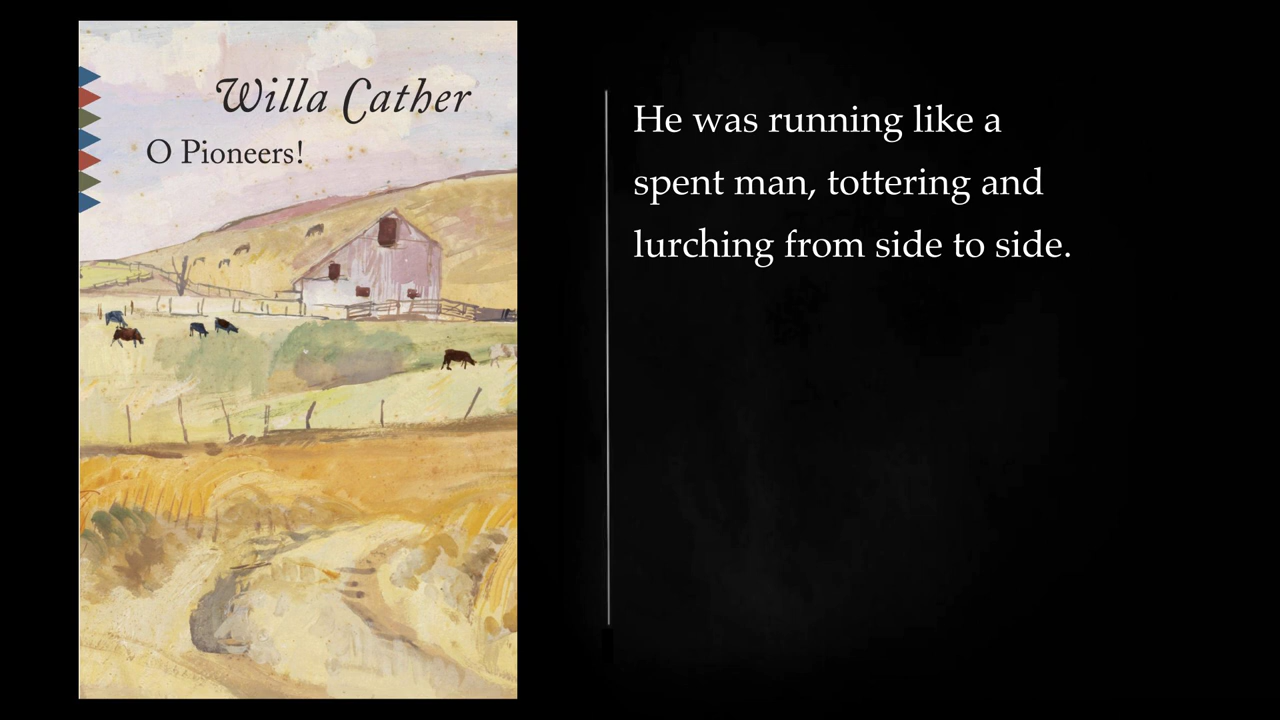 Willa Cather
O Pioneers!
He was running like a
spent man, tottering and
lurching from side to side.